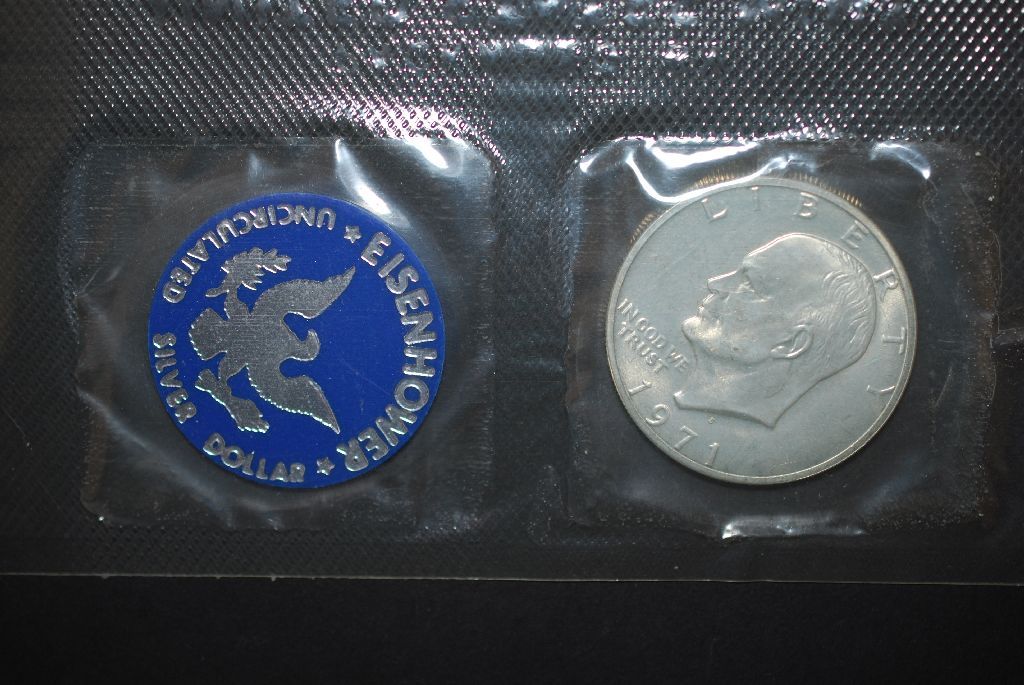 EISENHOWER
★ UNCIRCULATED SILVER DOLLAR ★
LIBERTY
IN GOD WE
TRUST
1971